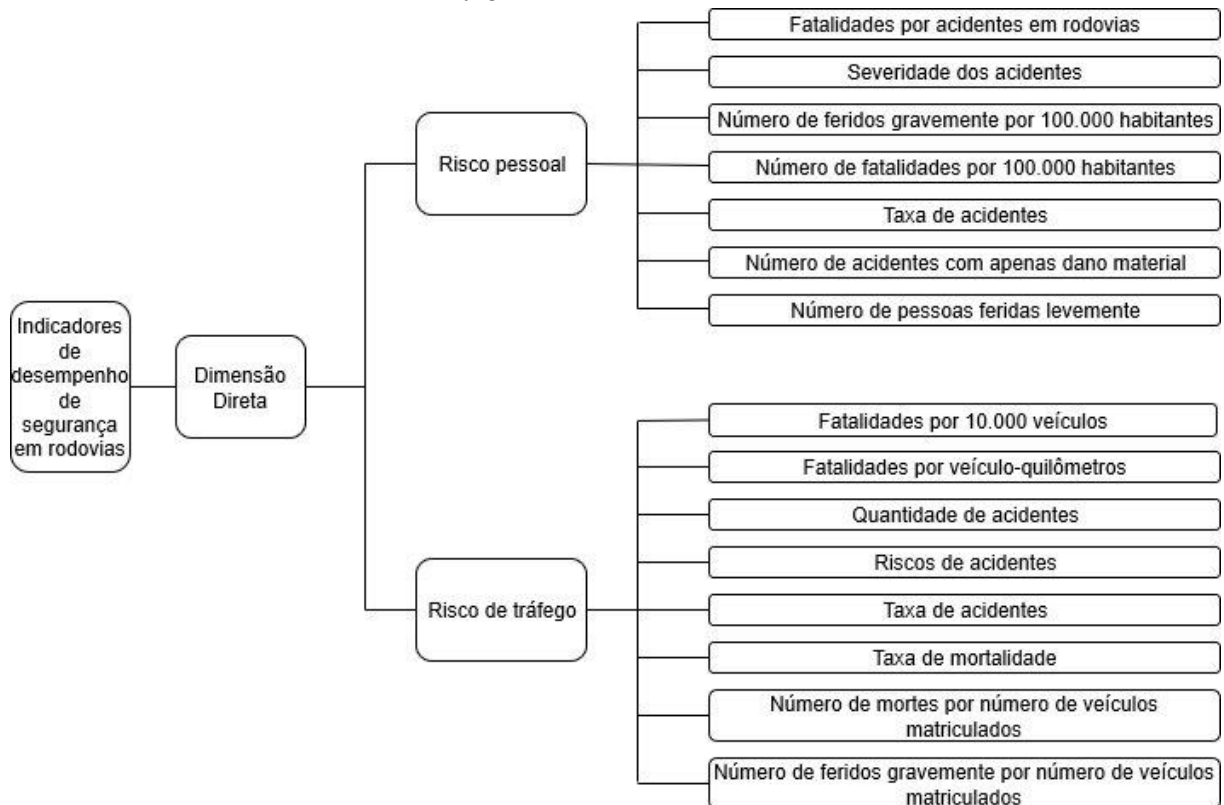 Indicadores
de
desempenho
de
segurança
em rodovias
Dimensão
Direta
Risco pessoal
Fatalidades por acidentes em rodovias
Severidade dos acidentes
Número de feridos gravemente por 100.000 habitantes
Número de fatalidades por 100.000 habitantes
Taxa de acidentes
Número de acidentes com apenas dano material
Número de pessoas feridas levemente
Risco de tráfego
Fatalidades por 10.000 veículos
Fatalidades por veículo-quilômetros
Quantidade de acidentes
Riscos de acidentes
Taxa de acidentes
Taxa de mortalidade
Número de mortes por número de veículos
matriculados
Número de feridos gravemente por número de veículos
matriculados